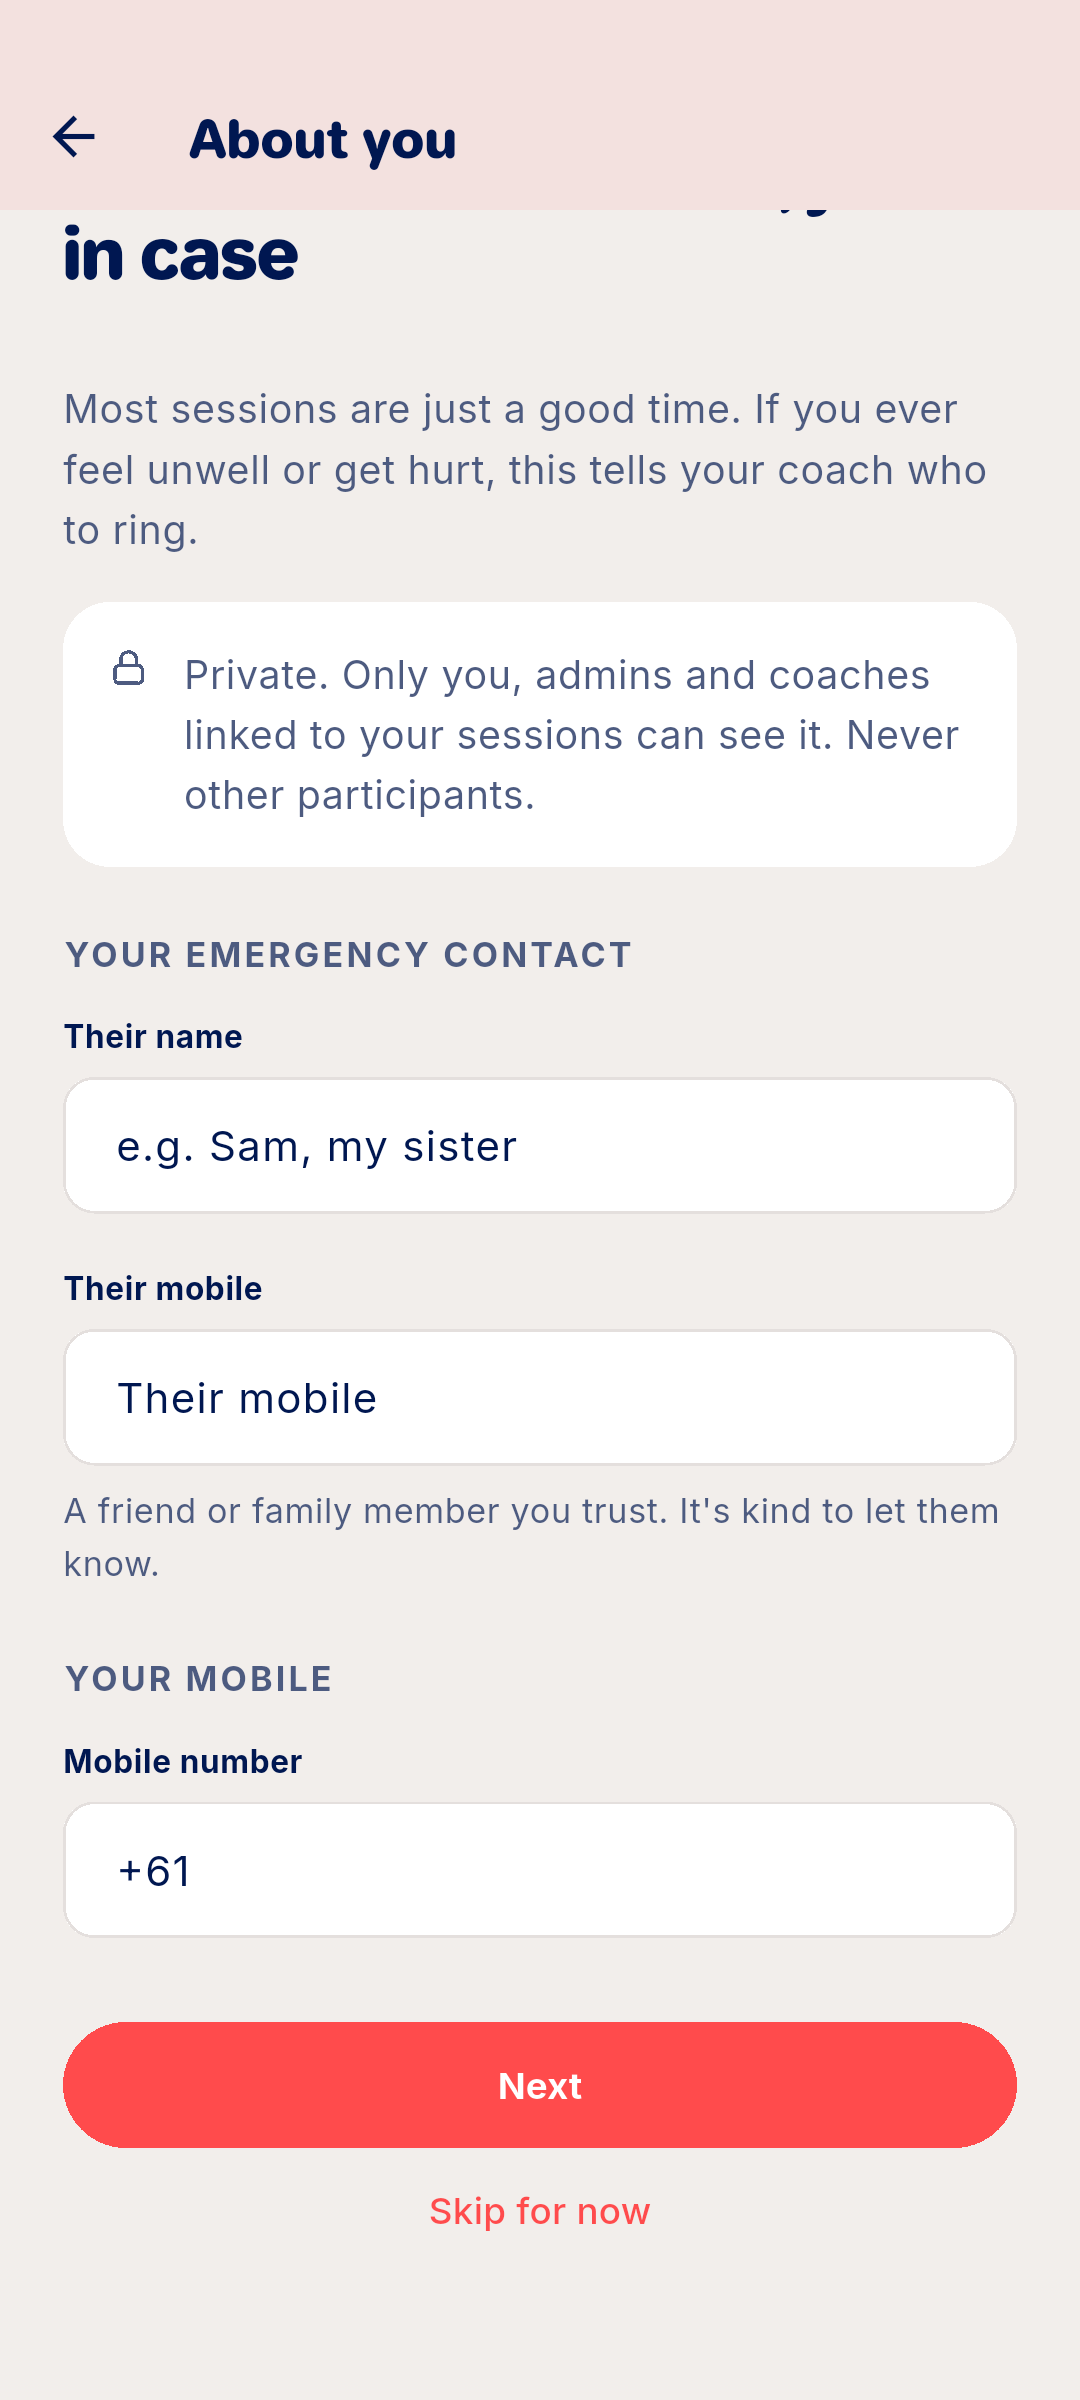 About you
in case
Most sessions are just a good time. If you ever
feel unwell or get hurt, this tells your coach who
to ring.
Private. Only you, admins and coaches
linked to your sessions can see it. Never
other participants.
YOUR EMERGENCY CONTACT
Their name
e.g. Sam, my sister
Their mobile
Their mobile
A friend or family member you trust. It's kind to let them
know.
YOUR MOBILE
Mobile number
+61
Next
Skip for now